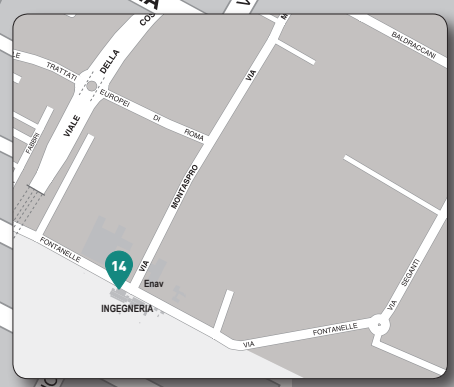 COS
DELLA
VIALE
TRATTATI
EUROPEI
DI
ROMA
FABBRI
VIA
MONTASPRO
VIA
BALDRACCANI
FONTANELLE
14
Enav
INGEGNERIA
VIA
FONTANELLE
VIA
SEGANTI